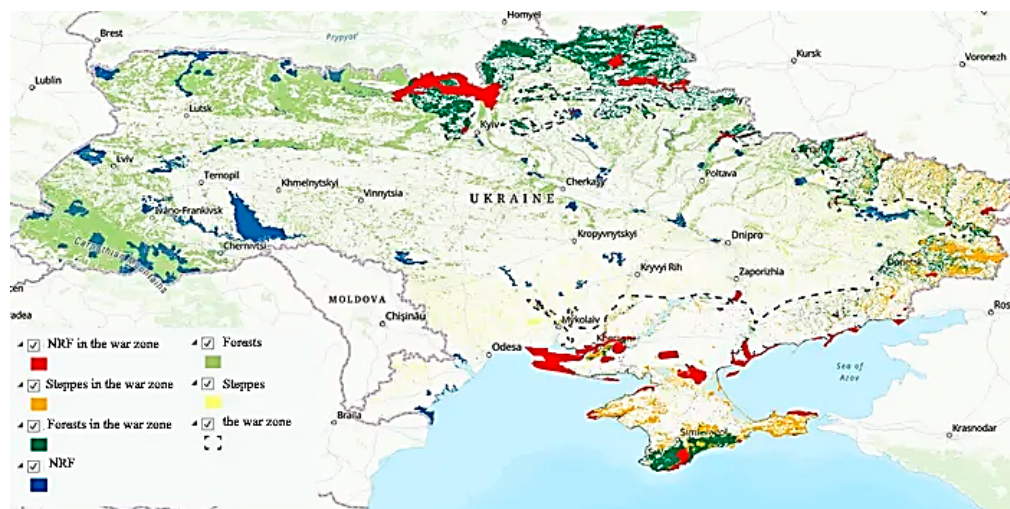 Homyel
Brest
Prypyat'
Kursk
Voronezh
Lublin
Lutsk
Kyiv
Lviv
Poltava
Ternopil
Khmelnytskyi
Vinnytsia
UKRAINE
Cherkasy
Ivano-Frankivsk
Chernivtsi
Carpathian Mountains
Kropyvnytskyi
Dnipro
Donetsk
Kryvyi Rih
Zaporizhia
MOLDOVA
Chișinău
Mykolaiv
Kherson
Odesa
Sea of
Azov
Simferopol
Braila
Krasnodar
NRF in the war zone
Forests
Steppes in the war zone
Steppes
Forests in the war zone
the war zone
NRF